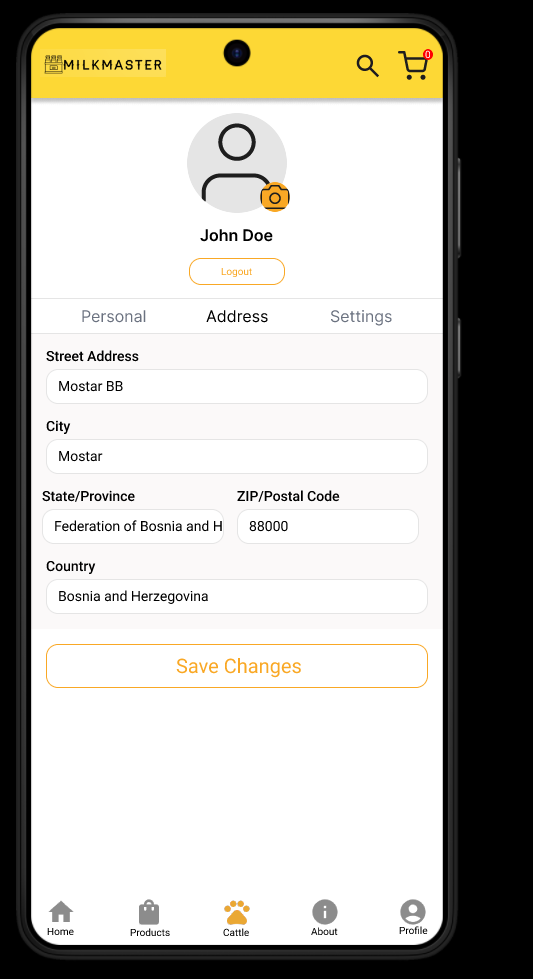 MILKMASTER
0
John Doe
Logout
Personal Address Settings
Street Address
Mostar BB
City
Mostar
State/Province ZIP/Postal Code
Federation of Bosnia and H 88000
Country
Bosnia and Herzegovina
Save Changes
Home Products Cattle About Profile